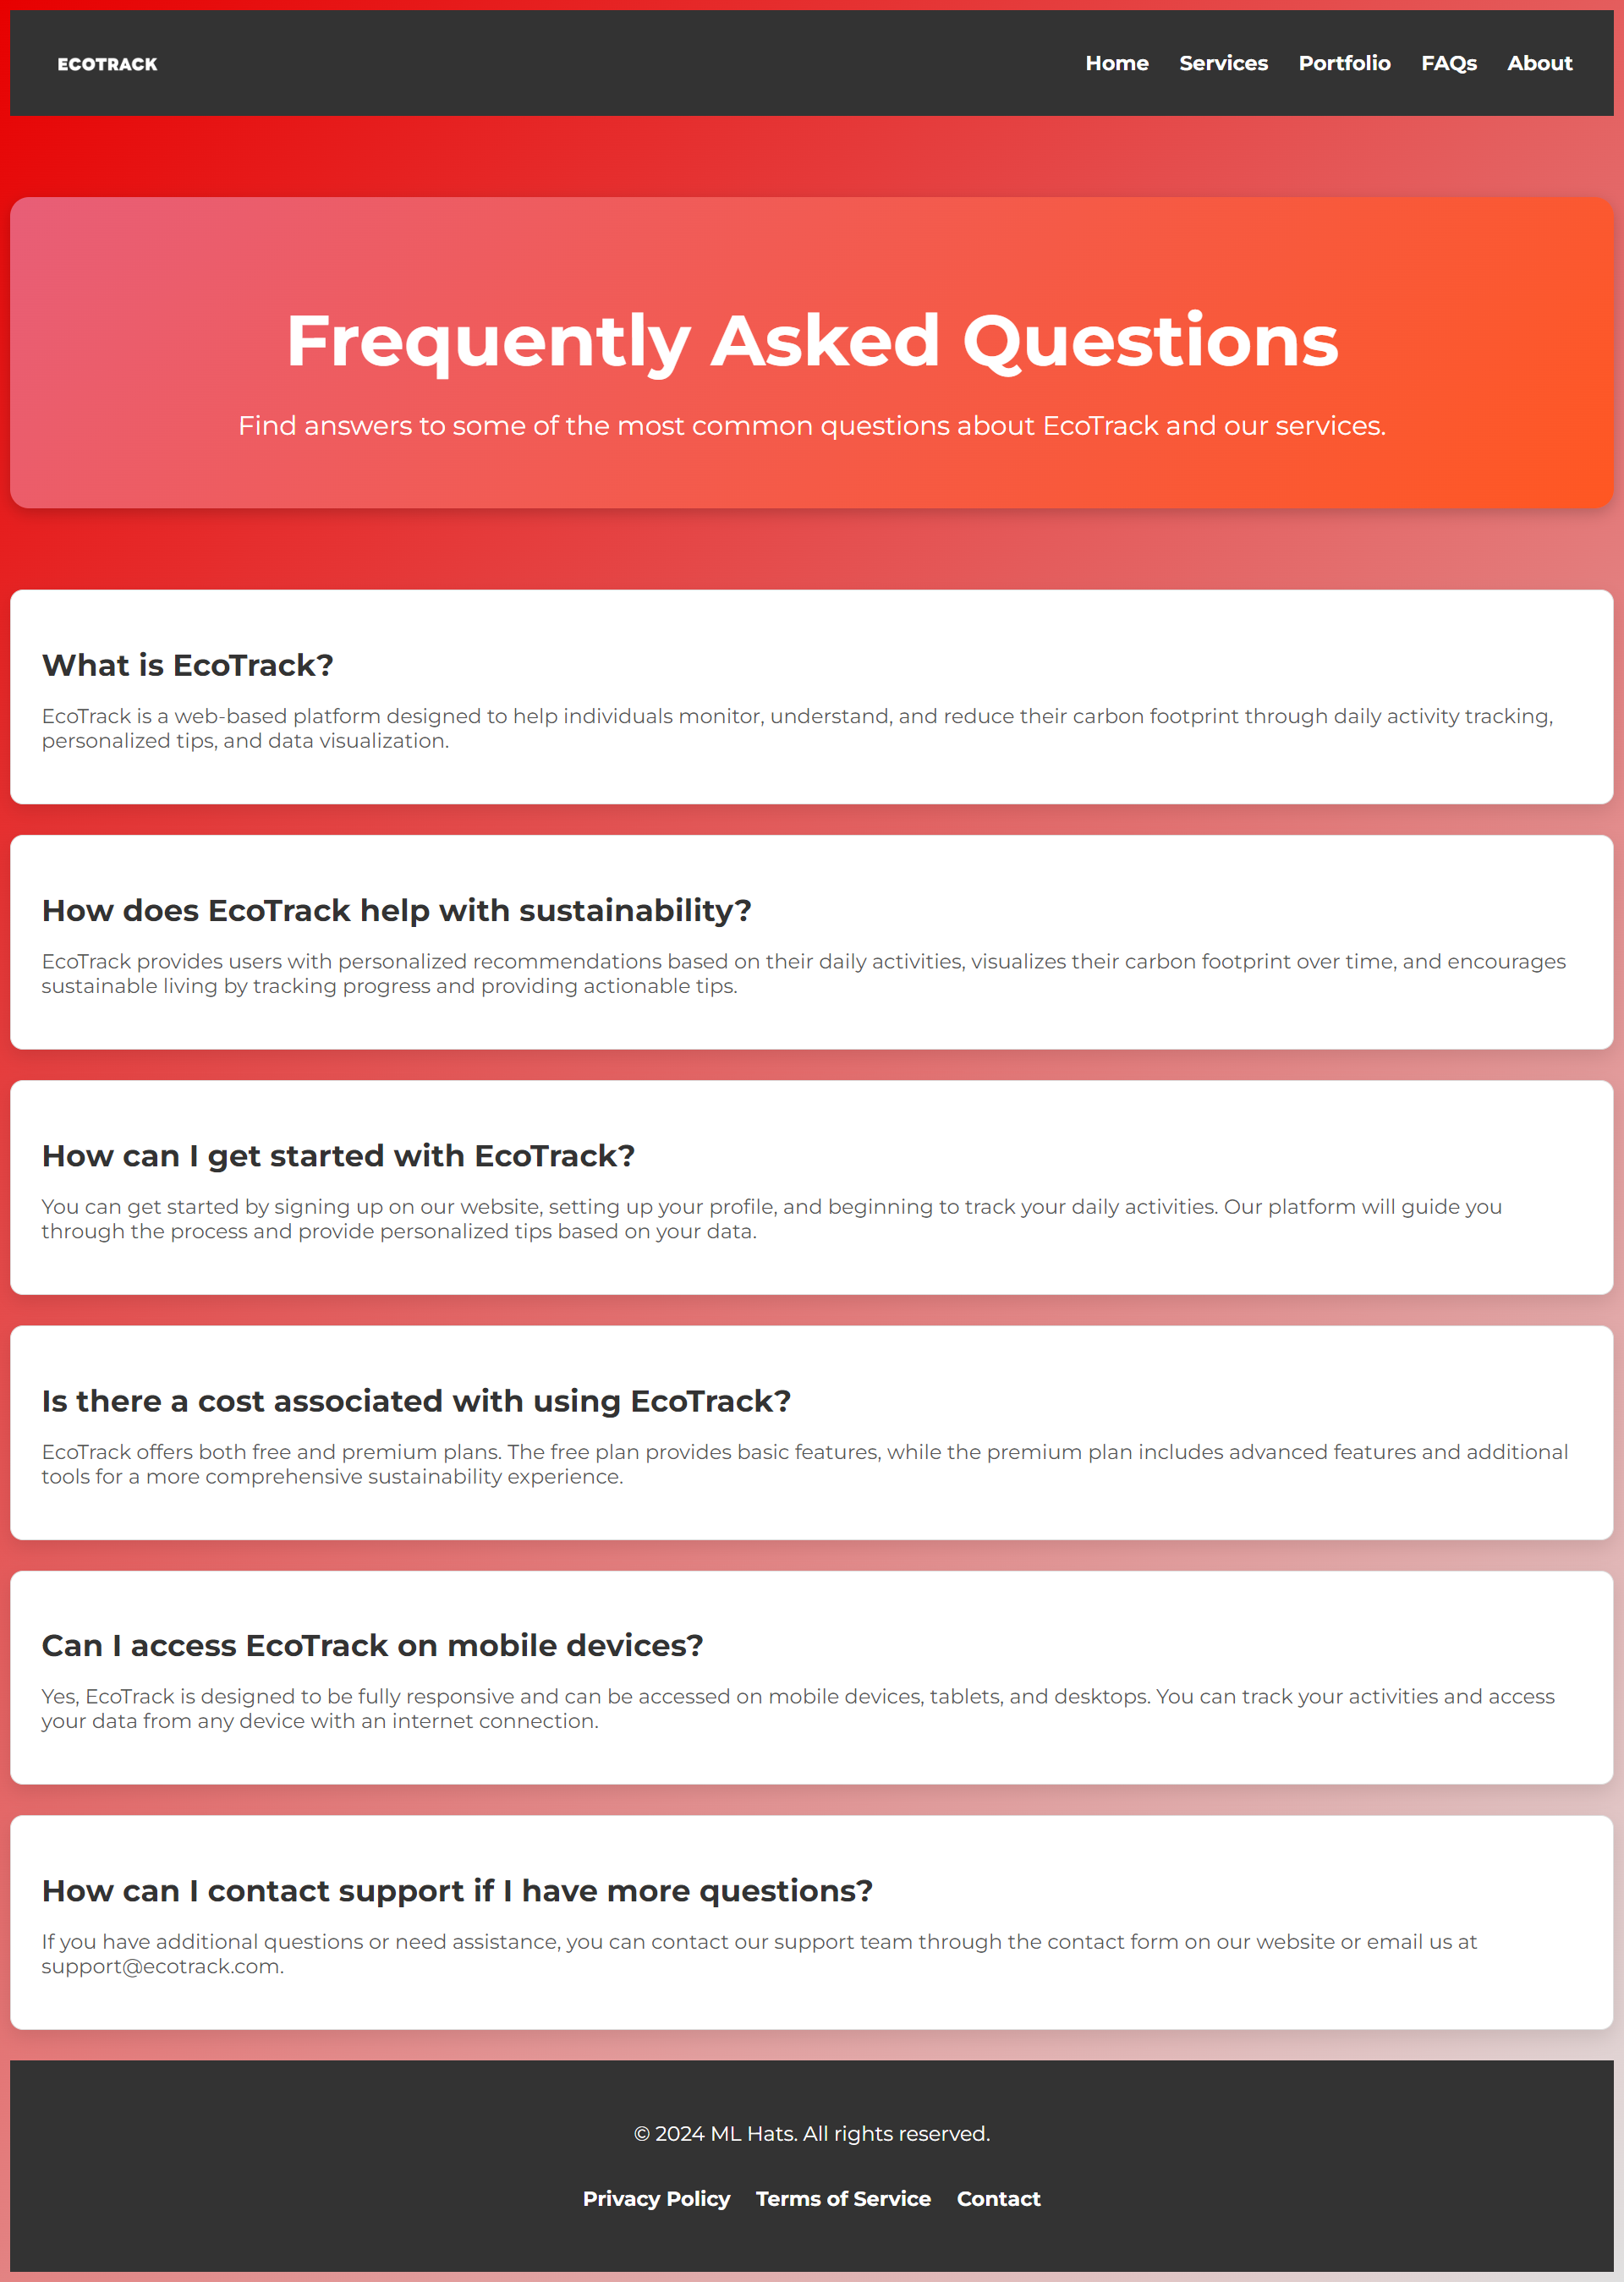 ECOTRACK
Home Services Portfolio FAQs About
Frequently Asked Questions
Find answers to some of the most common questions about EcoTrack and our services.
What is EcoTrack?
EcoTrack is a web-based platform designed to help individuals monitor, understand, and reduce their carbon footprint through daily activity tracking,
personalized tips, and data visualization.
How does EcoTrack help with sustainability?
EcoTrack provides users with personalized recommendations based on their daily activities, visualizes their carbon footprint over time, and encourages
sustainable living by tracking progress and providing actionable tips.
How can I get started with EcoTrack?
You can get started by signing up on our website, setting up your profile, and beginning to track your daily activities. Our platform will guide you
through the process and provide personalized tips based on your data.
Is there a cost associated with using EcoTrack?
EcoTrack offers both free and premium plans. The free plan provides basic features, while the premium plan includes advanced features and additional
tools for a more comprehensive sustainability experience.
Can I access EcoTrack on mobile devices?
Yes, EcoTrack is designed to be fully responsive and can be accessed on mobile devices, tablets, and desktops. You can track your activities and access
your data from any device with an internet connection.
How can I contact support if I have more questions?
If you have additional questions or need assistance, you can contact our support team through the contact form on our website or email us at
support@ecotrack.com.
© 2024 ML Hats. All rights reserved.
Privacy Policy Terms of Service Contact